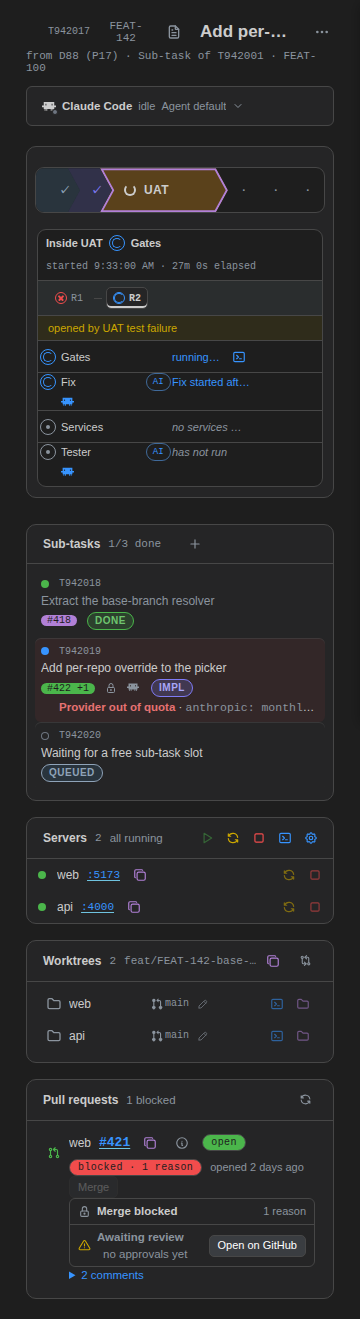 T942017 FEAT-142 Add per-…
from D88 (P17) · Sub-task of T942001 · FEAT-
100
Claude Code idle Agent default
✓ ✓ UAT · · ·
Inside UAT Gates
started 9:33:00 AM · 27m 0s elapsed
R1 — R2
opened by UAT test failure
Gates running…
Fix AI Fix started aft…
Services no services …
Tester AI has not run
Sub-tasks 1/3 done +
T942018
Extract the base-branch resolver
#418 DONE
T942019
Add per-repo override to the picker
#422 +1 IMPL
Provider out of quota · anthropic: monthl…
T942020
Waiting for a free sub-task slot
QUEUED
Servers 2 all running
web :5173
api :4000
Worktrees 2 feat/FEAT-142-base-…
web main
api main
Pull requests 1 blocked
web #421 open
blocked · 1 reason opened 2 days ago
Merge
Merge blocked 1 reason
Awaiting review
no approvals yet
Open on GitHub
2 comments